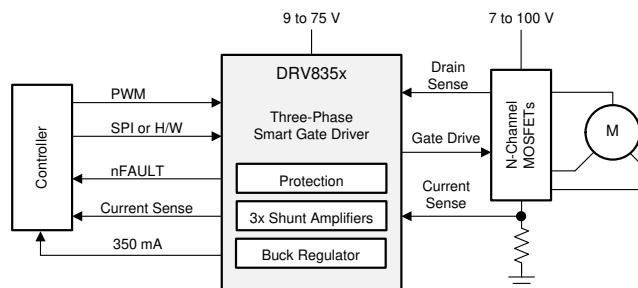 9 to 75 V
7 to 100 V
DRV835x
Three-Phase
Smart Gate Driver
Protection
3x Shunt Amplifiers
Buck Regulator
Controller
PWM
SPI or H/W
nFAULT
Current Sense
350 mA
Drain
Sense
Gate Drive
Current
Sense
N-Channel
MOSFETs
M